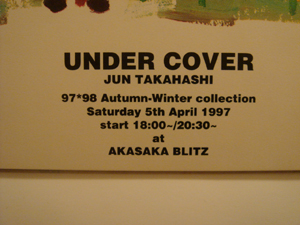 UNDER COVER
JUN TAKAHASHI
97*98 Autumn-Winter collection
Saturday 5th April 1997
start 18:00~/20:30~
at
AKASAKA BLITZ